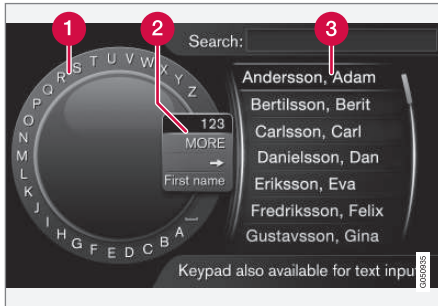 1
2
3
Search:
A B C D E F G H I J K L M N O P Q R S T U V W X Y Z
123
MORE
➞
First name
Andersson, Adam
Bertilsson, Berit
Carlsson, Carl
Danielsson, Dan
Eriksson, Eva
Fredriksson, Felix
Gustavsson, Gina
Keypad also available for text input
G050935